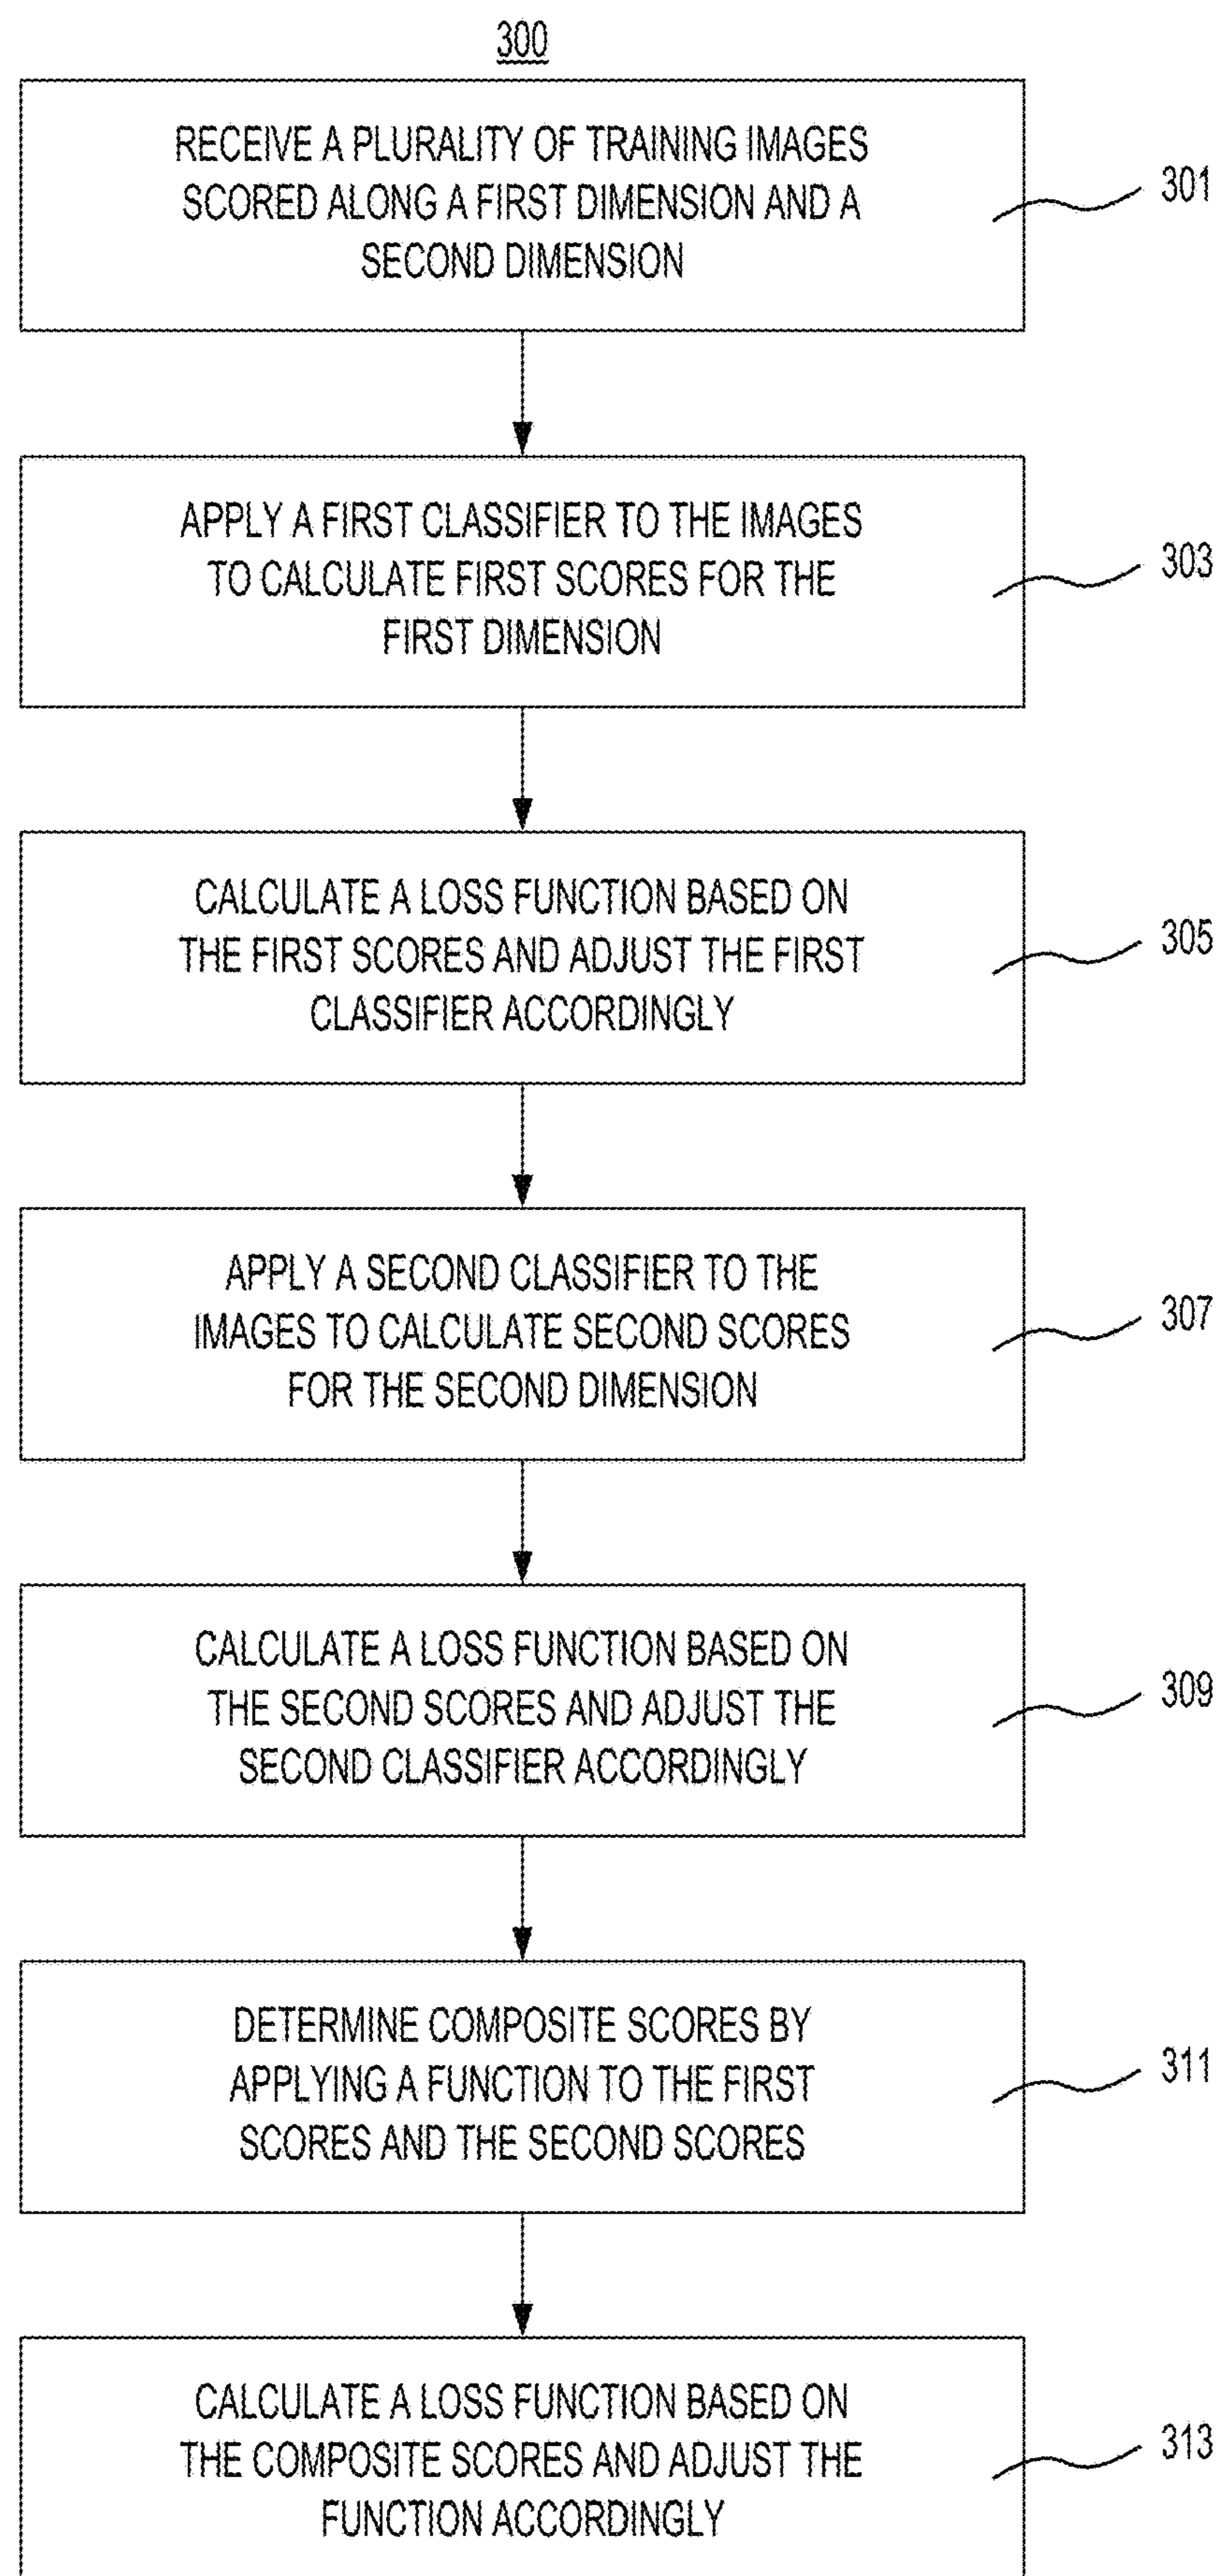 300
RECEIVE A PLURALITY OF TRAINING IMAGES
SCORED ALONG A FIRST DIMENSION AND A
SECOND DIMENSION
301
APPLY A FIRST CLASSIFIER TO THE IMAGES
TO CALCULATE FIRST SCORES FOR THE
FIRST DIMENSION
303
CALCULATE A LOSS FUNCTION BASED ON
THE FIRST SCORES AND ADJUST THE FIRST
CLASSIFIER ACCORDINGLY
305
APPLY A SECOND CLASSIFIER TO THE
IMAGES TO CALCULATE SECOND SCORES
FOR THE SECOND DIMENSION
307
CALCULATE A LOSS FUNCTION BASED ON
THE SECOND SCORES AND ADJUST THE
SECOND CLASSIFIER ACCORDINGLY
309
DETERMINE COMPOSITE SCORES BY
APPLYING A FUNCTION TO THE FIRST
SCORES AND THE SECOND SCORES
311
CALCULATE A LOSS FUNCTION BASED ON
THE COMPOSITE SCORES AND ADJUST THE
FUNCTION ACCORDINGLY
313